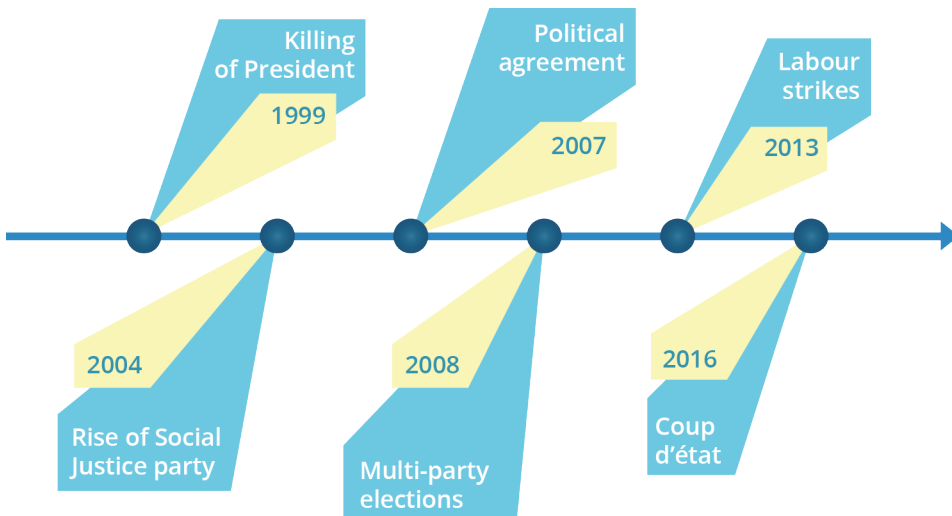 Killing
of President
1999
Political
agreement
2007
Labour
strikes
2013
2004
Rise of Social
Justice party
2008
Multi-party
elections
2016
Coup
d’état